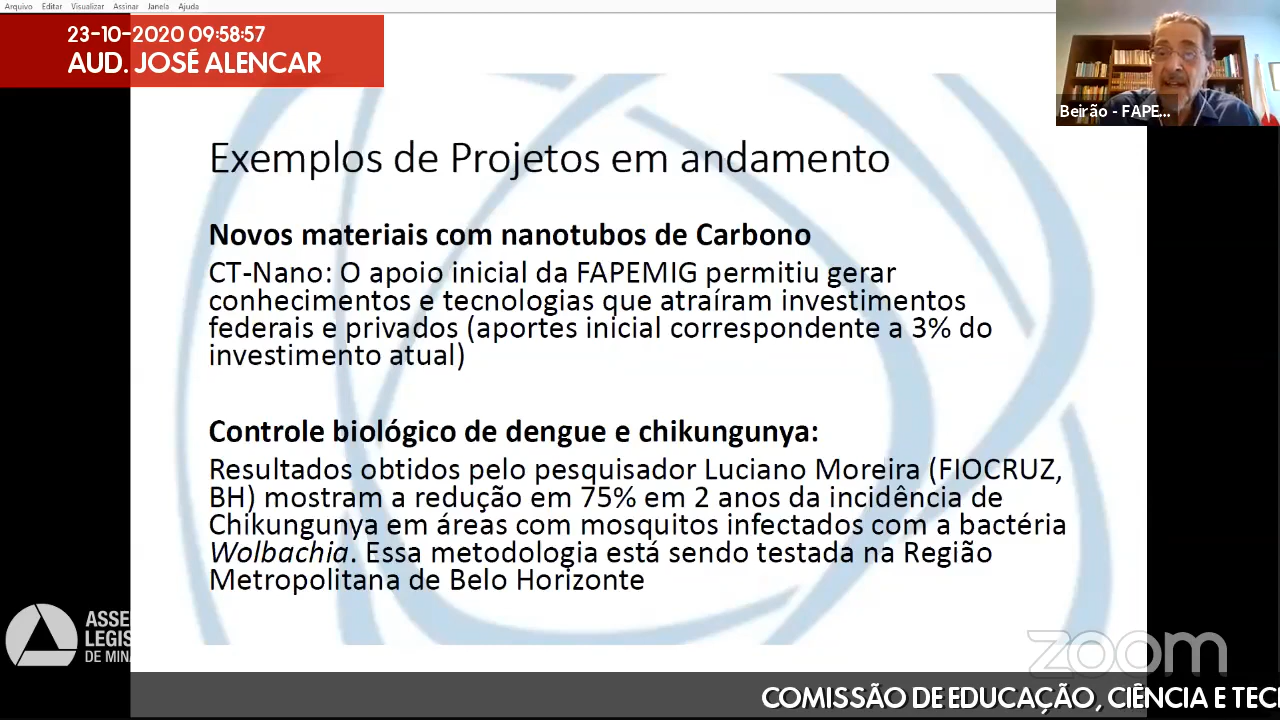 Arquivo Editar Visualizar Assinar Janela Ajuda
23-10-2020 09:58:57
AUD. JOSÉ ALENCAR
Beirão - FAPE...
Exemplos de Projetos em andamento
Novos materiais com nanotubos de Carbono
CT-Nano: O apoio inicial da FAPEMIG permitiu gerar
conhecimentos e tecnologias que atraíram investimentos
federais e privados (aportes inicial correspondente a 3% do
investimento atual)
Controle biológico de dengue e chikungunya:
Resultados obtidos pelo pesquisador Luciano Moreira (FIOCRUZ,
BH) mostram a redução em 75% em 2 anos da incidência de
Chikungunya em áreas com mosquitos infectados com a bactéria
Wolbachia. Essa metodologia está sendo testada na Região
Metropolitana de Belo Horizonte
ASSE
LEGIS
DE MINA
zoom
COMISSÃO DE EDUCAÇÃO, CIÊNCIA E TEC